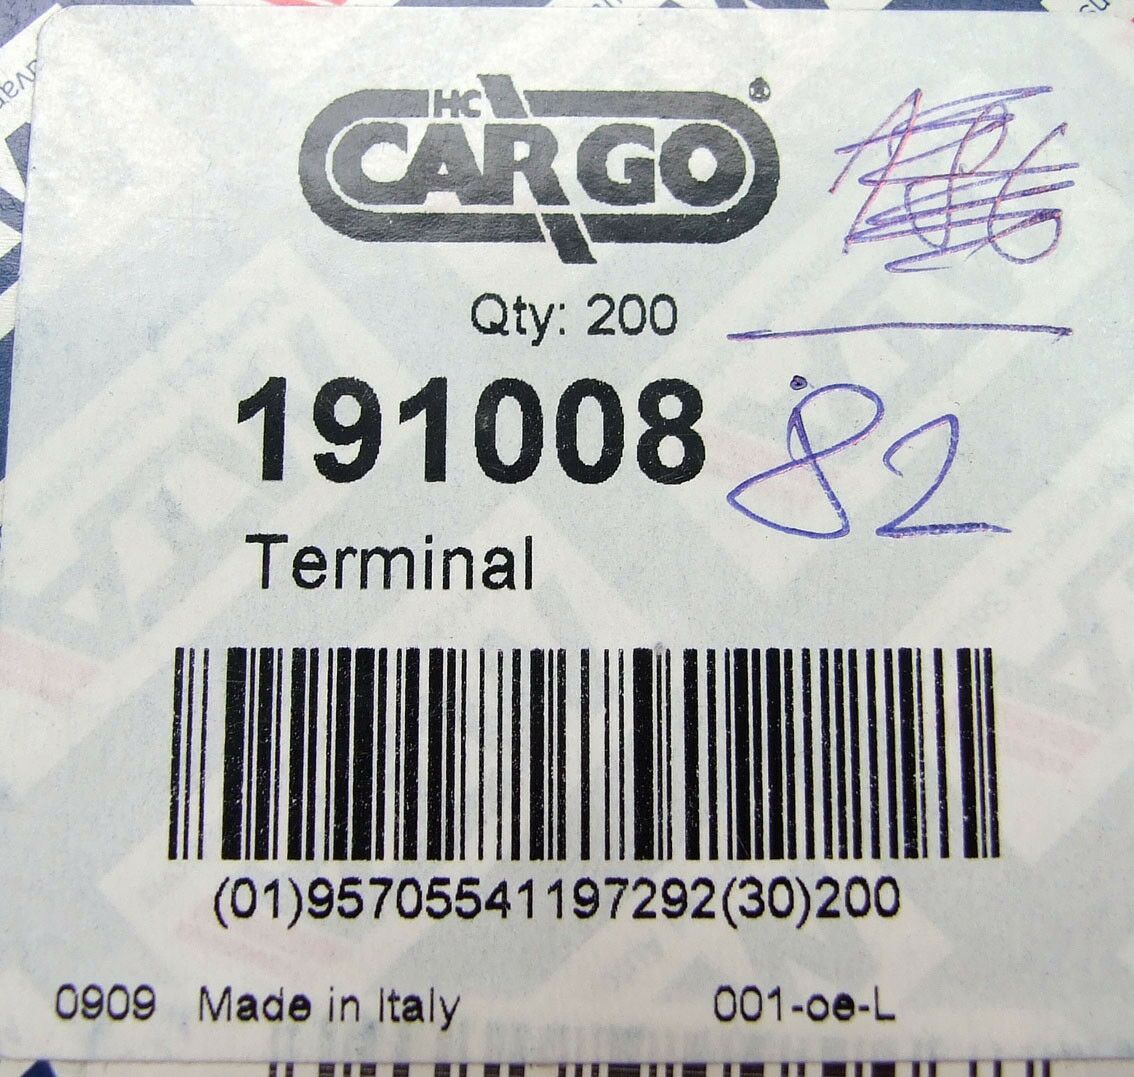 HC
CARGO®
Qty: 200
191008
82
Terminal
(01)95705541197292(30)200
0909 Made in Italy
001-oe-L